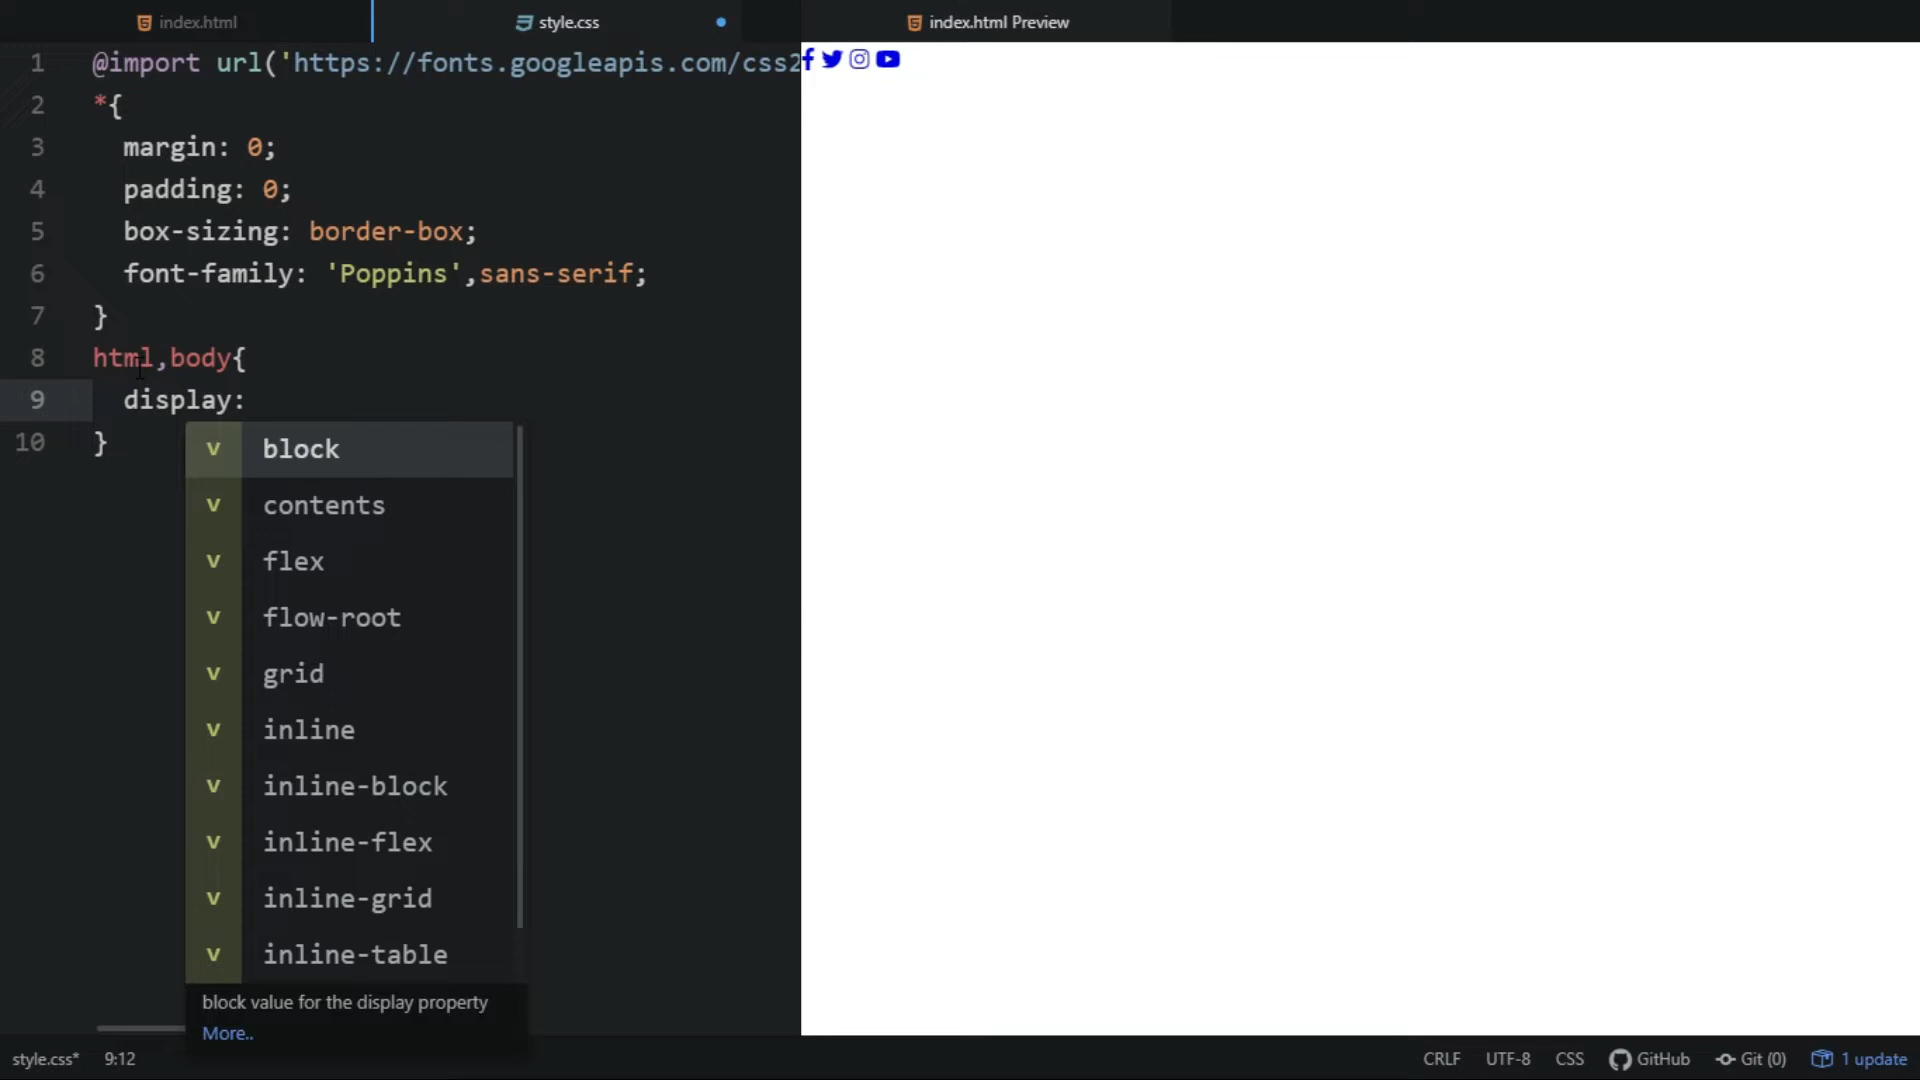 index.html
style.css
index.html Preview
1 @import url('https://fonts.googleapis.com/css2
2 *{
3 margin: 0;
4 padding: 0;
5 box-sizing: border-box;
6 font-family: 'Poppins',sans-serif;
7 }
8 html,body{
9 display:
10 }
v block
v contents
v flex
v flow-root
v grid
v inline
v inline-block
v inline-flex
v inline-grid
v inline-table
block value for the display property
More..
style.css* 9:12 CRLF UTF-8 CSS GitHub Git (0) 1 update